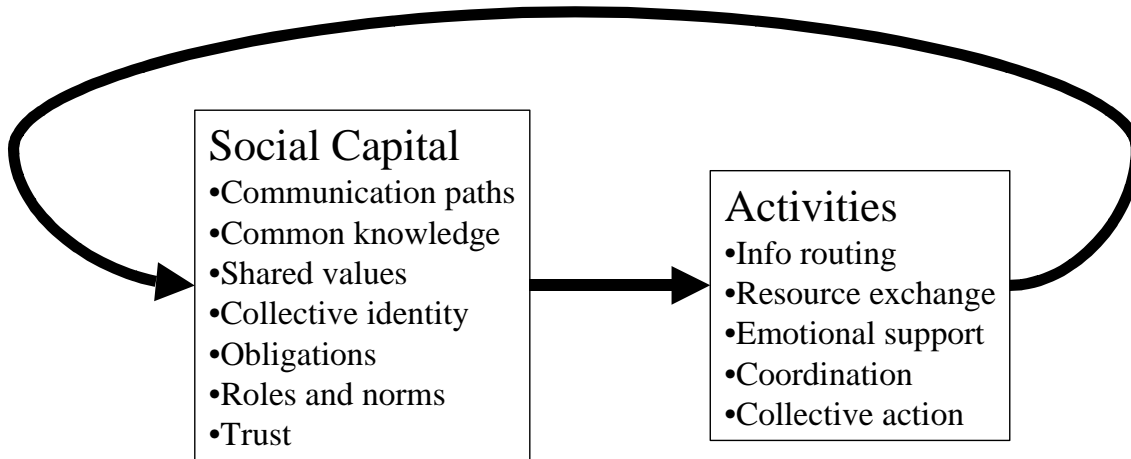 Social Capital
•Communication paths
•Common knowledge
•Shared values
•Collective identity
•Obligations
•Roles and norms
•Trust
Activities
•Info routing
•Resource exchange
•Emotional support
•Coordination
•Collective action